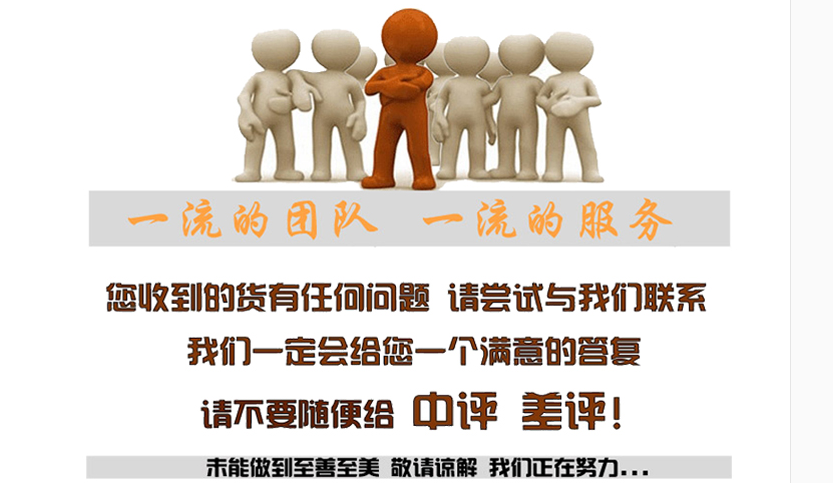 一流的团队 一流的服务
您收到的货有任何问题 请尝试与我们联系
我们一定会给您一个满意的答复
请不要随便给 中评 差评!
未能做到至善至美 敬请谅解 我们正在努力...